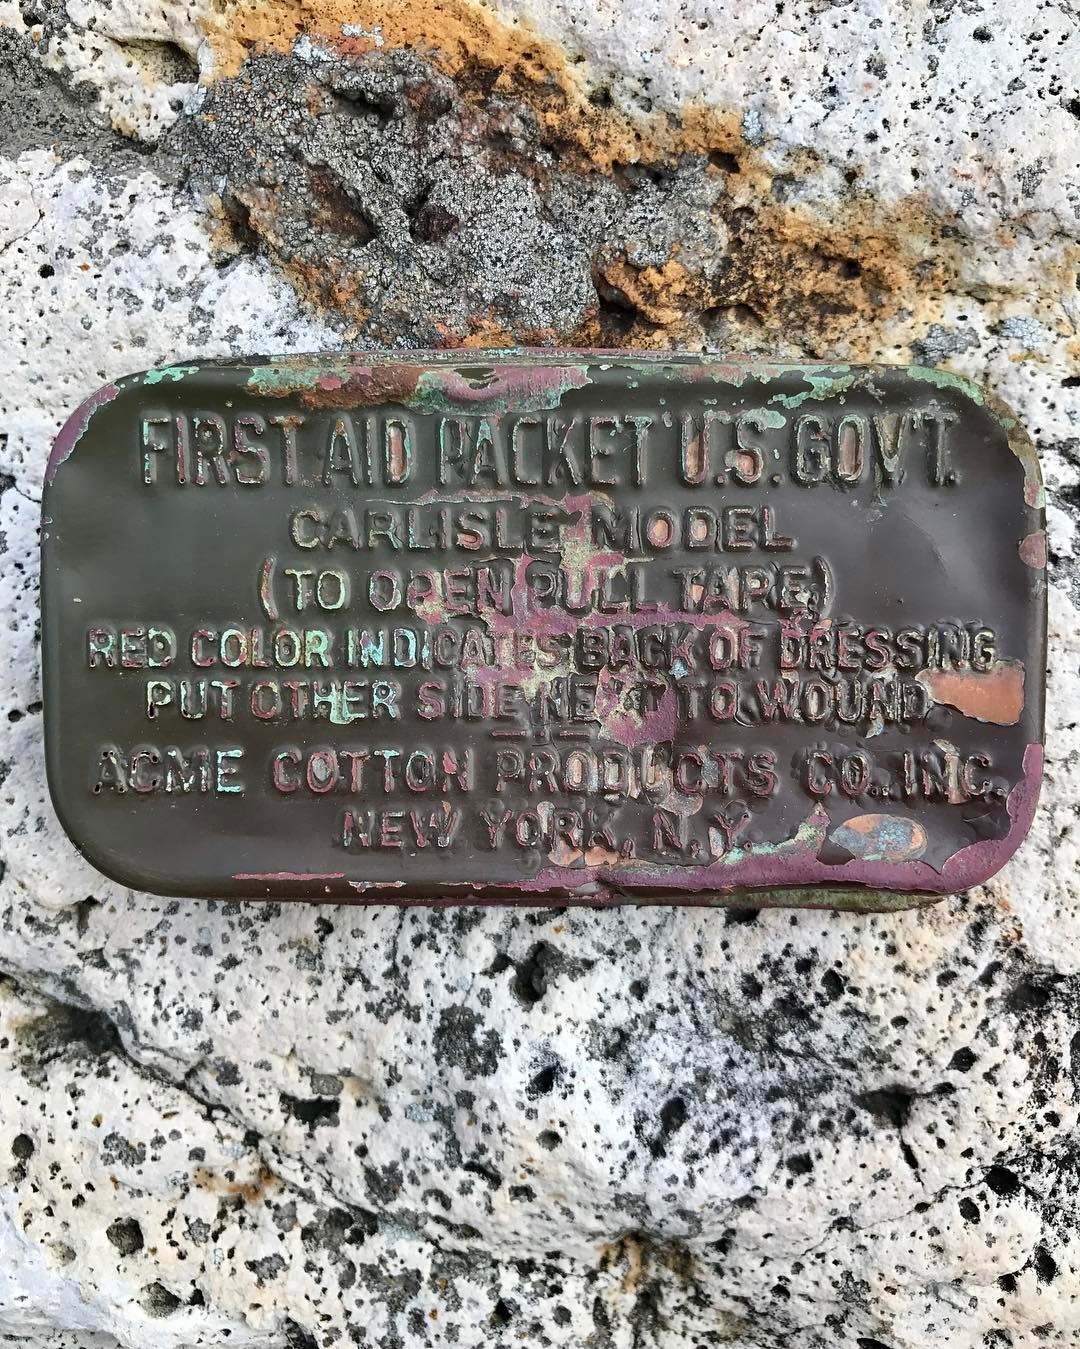 FIRST AID PACKET U.S. GOV'T.
CARLISLE MODEL
(TO OPEN PULL TAPE)
RED COLOR INDICATES BACK OF DRESSING
PUT OTHER SIDE NEXT TO WOUND
ACME COTTON PRODUCTS CO., INC.
NEW YORK, N.Y.